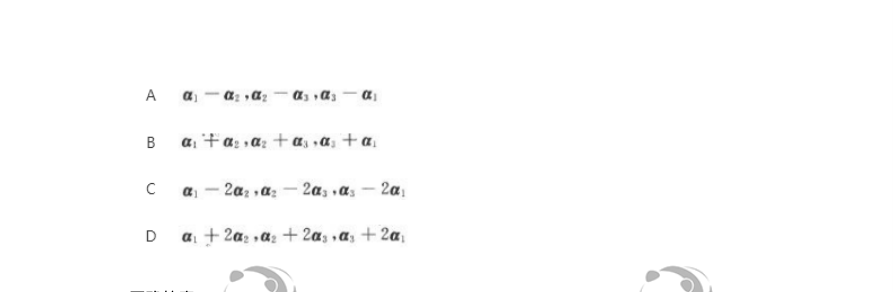 A α₁ − α₂,α₂ − α₃,α₃ − α₁
B α₁ + α₂,α₂ + α₃,α₃ + α₁
C α₁ − 2α₂,α₂ − 2α₃,α₃ − 2α₁
D α₁ + 2α₂,α₂ + 2α₃,α₃ + 2α₁